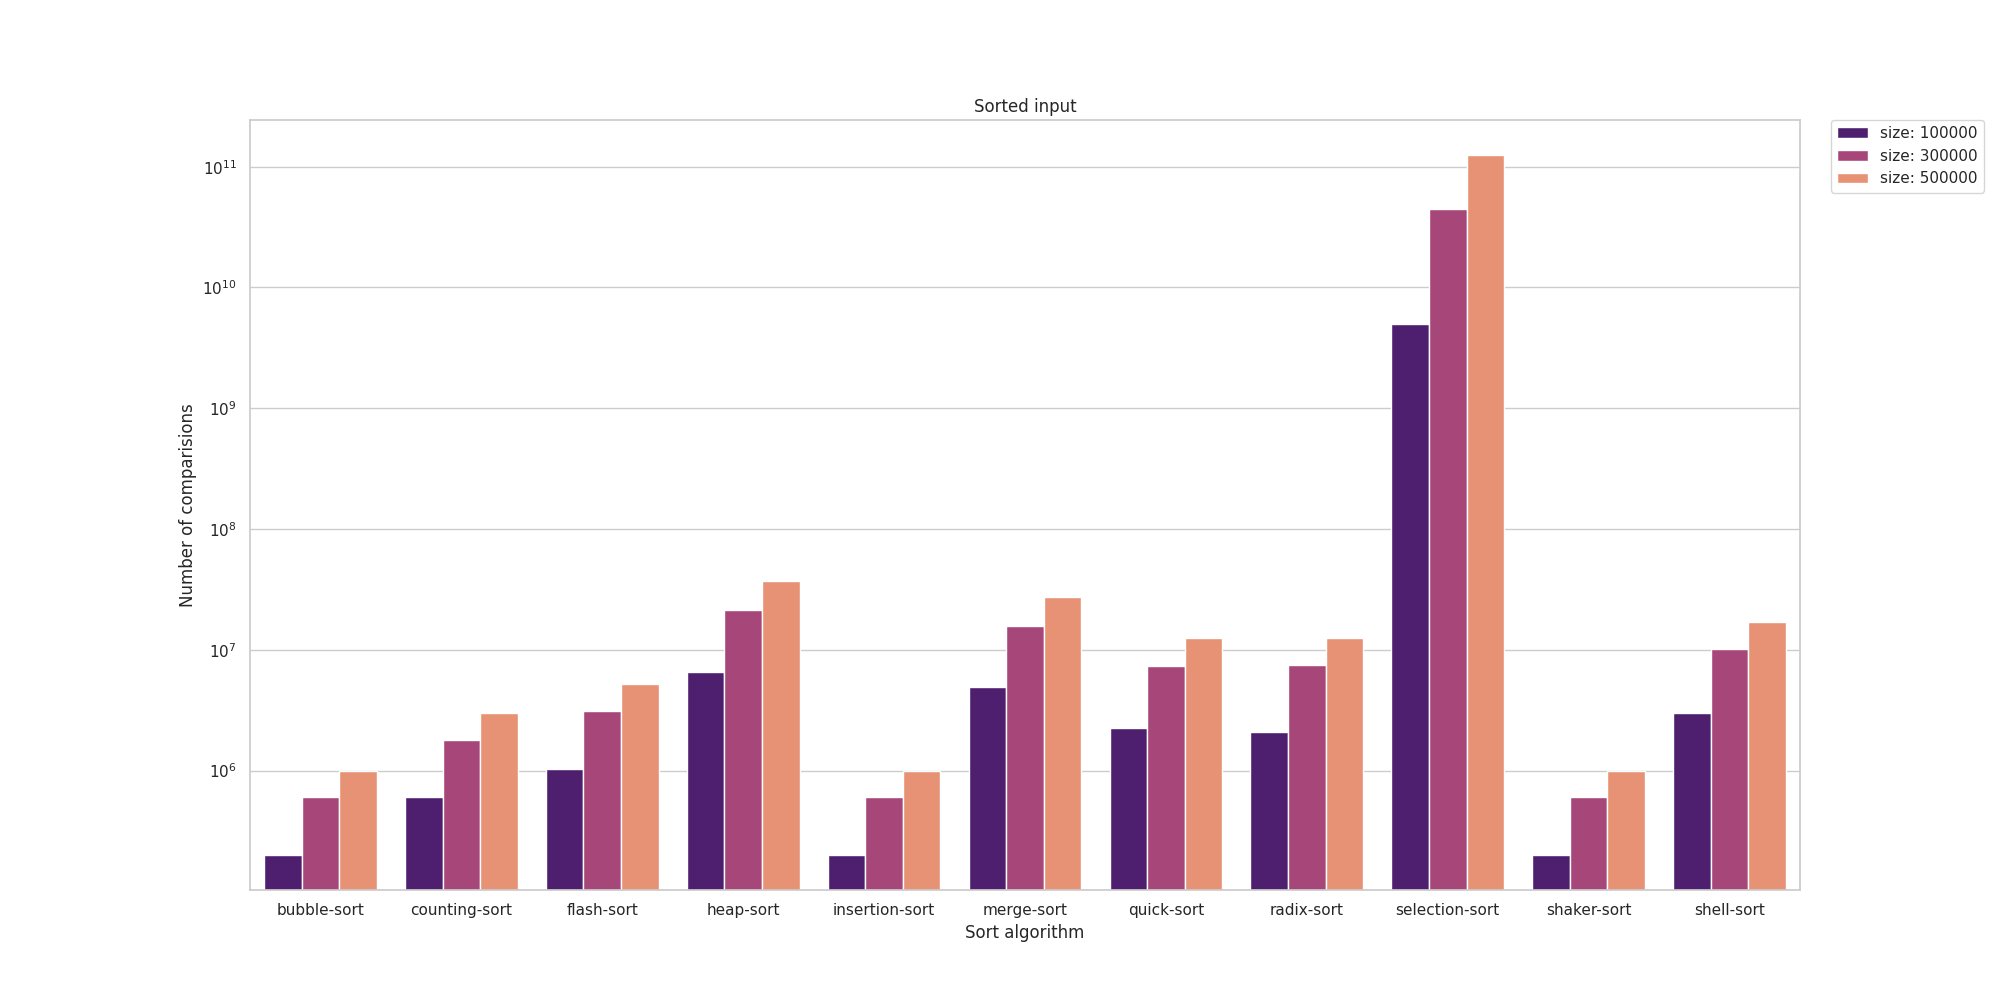 Sorted input
size: 100000
size: 300000
size: 500000
Number of comparisions
10¹¹
10¹⁰
10⁹
10⁸
10⁷
10⁶
bubble-sort counting-sort flash-sort heap-sort insertion-sort merge-sort quick-sort radix-sort selection-sort shaker-sort shell-sort
Sort algorithm